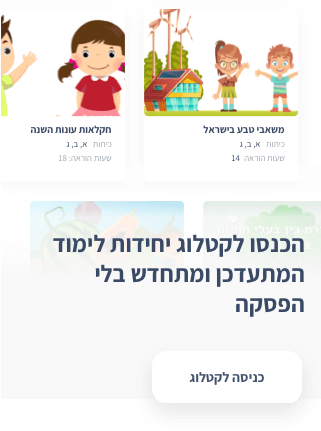 משאבי טבע בישראל
כיתות א, ב, ג
שעות הוראה 14
חקלאות עונות השנה
כיתות א, ב, ג
שעות הוראה: 18
הכנסו לקטלוג יחידות לימוד
המתעדכן ומתחדש בלי
הפסקה
כניסה לקטלוג